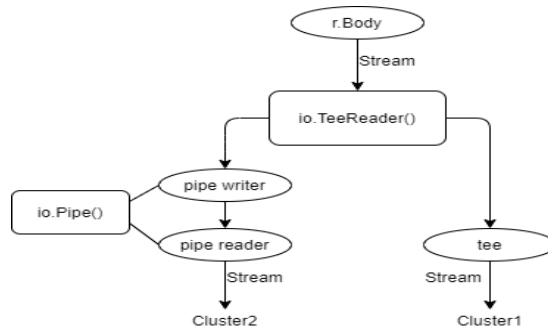 r.Body
Stream
io.TeeReader()
pipe writer
io.Pipe()
pipe reader
tee
Stream
Stream
Cluster2
Cluster1